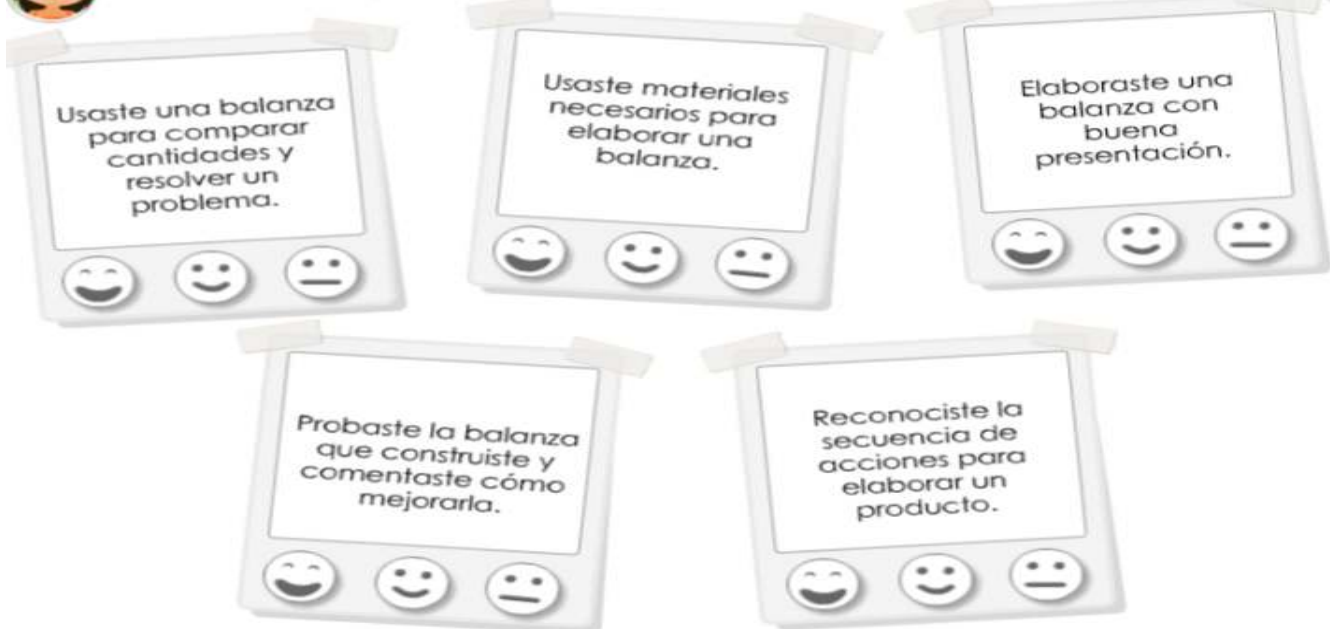 Usaste una balanza
para comparar
cantidades y
resolver un
problema.
Usaste materiales
necesarios para
elaborar una
balanza.
Elaboraste una
balanza con
buena
presentación.
Probaste la balanza
que construiste y
comentaste cómo
mejorarla.
Reconociste la
secuencia de
acciones para
elaborar un
producto.